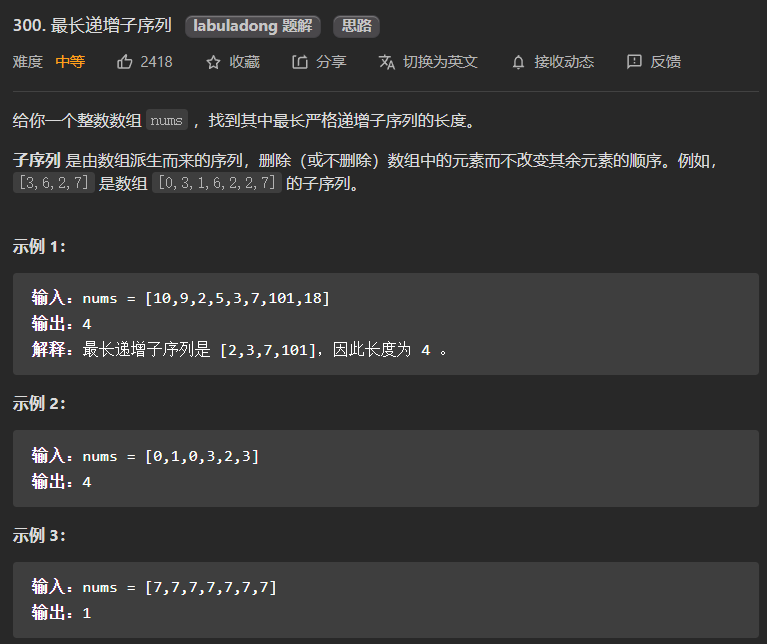 300. 最长递增子序列 labuladong 题解 思路
难度 中等 2418 收藏 分享 切换为英文 接收动态 反馈
给你一个整数数组 nums ，找到其中最长严格递增子序列的长度。
子序列 是由数组派生而来的序列，删除（或不删除）数组中的元素而不改变其余元素的顺序。例如，
[3,6,2,7] 是数组 [0,3,1,6,2,2,7] 的子序列。
示例 1：
输入：nums = [10,9,2,5,3,7,101,18]
输出：4
解释：最长递增子序列是 [2,3,7,101]，因此长度为 4 。
示例 2：
输入：nums = [0,1,0,3,2,3]
输出：4
示例 3：
输入：nums = [7,7,7,7,7,7,7]
输出：1